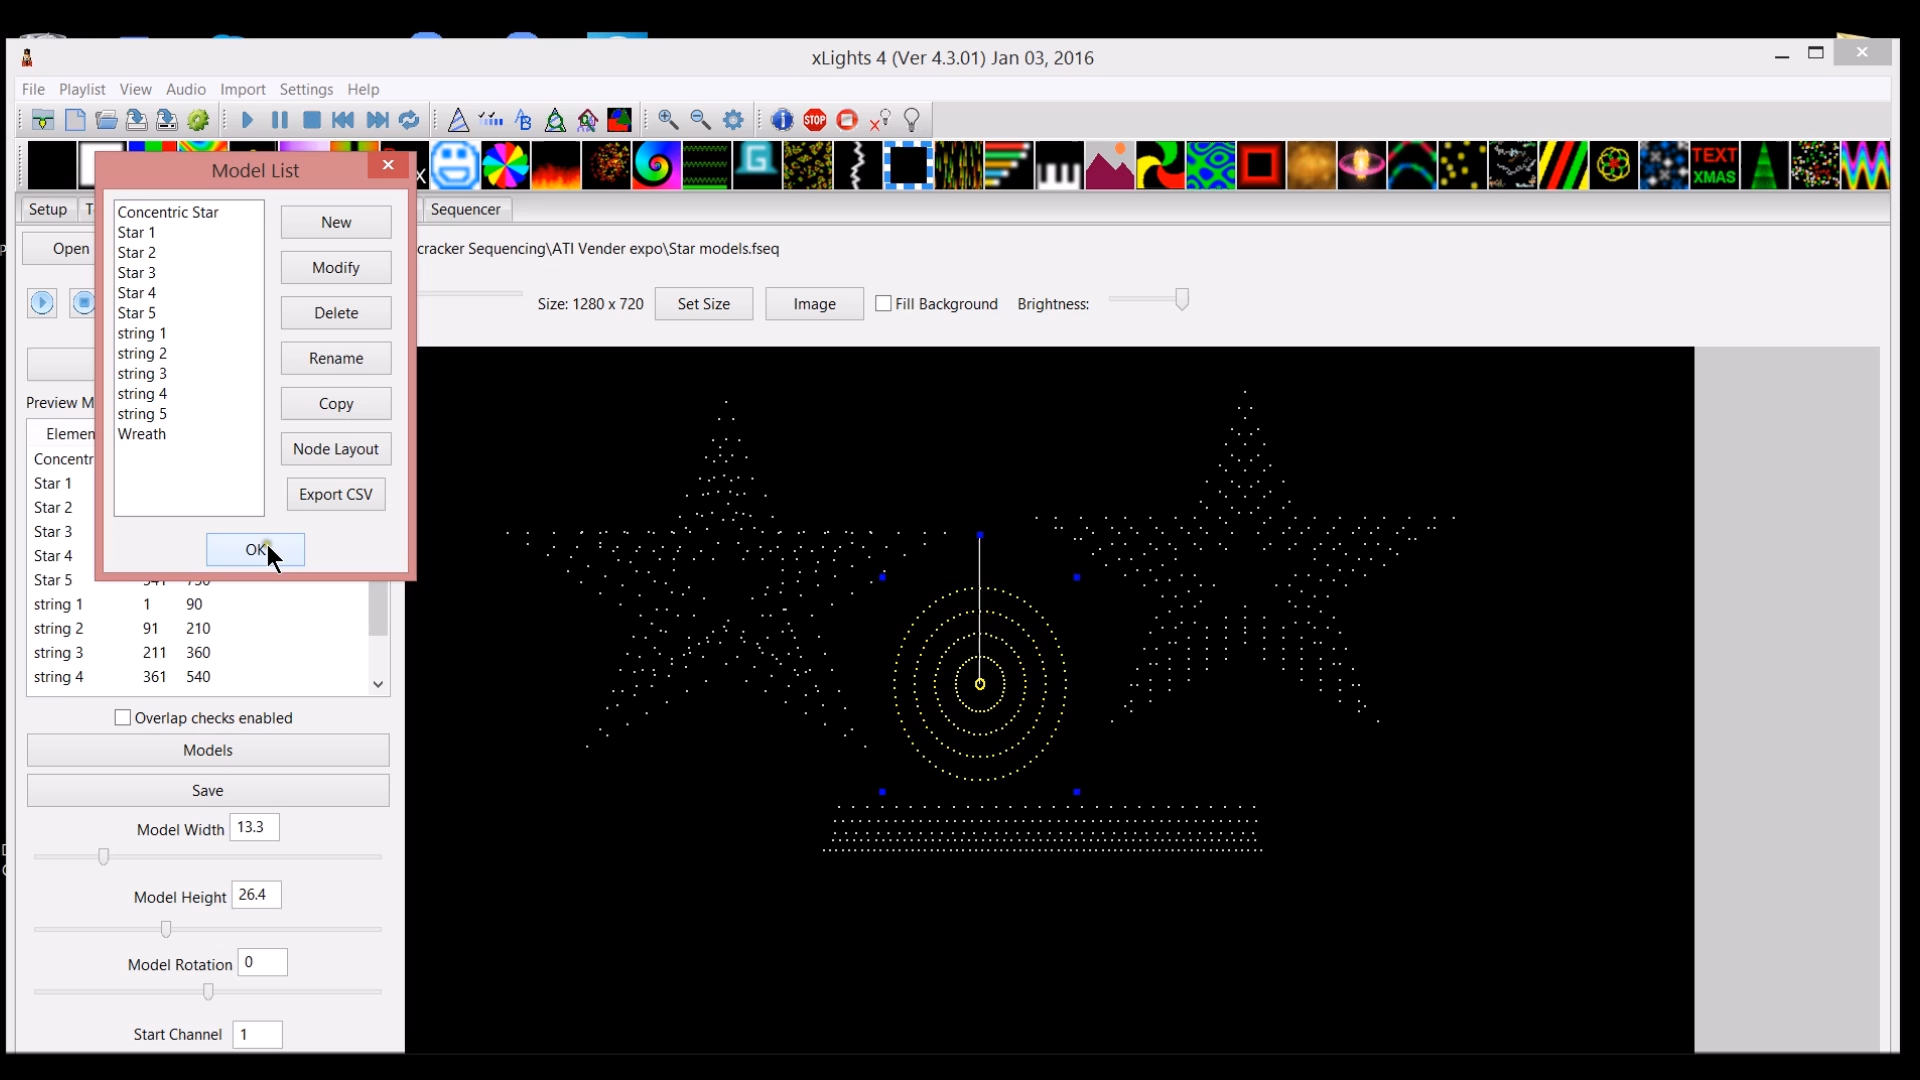 xLights 4 (Ver 4.3.01) Jan 03, 2016
File Playlist View Audio Import Settings Help
TEXT XMAS
Model List
Setup
Sequencer
Open
cracker Sequencing\ATI Vender expo\Star models.fseq
Concentric Star
Star 1
Star 2
Star 3
Star 4
Star 5
string 1
string 2
string 3
string 4
string 5
Wreath
New
Modify
Delete
Rename
Copy
Node Layout
Export CSV
OK
Size: 1280 x 720
Set Size
Image
Fill Background
Brightness:
Preview M
Elemen
Concentr
Star 1
Star 2
Star 3
Star 4
Star 5
string 1 1 90
string 2 91 210
string 3 211 360
string 4 361 540
Overlap checks enabled
Models
Save
Model Width 13.3
Model Height 26.4
Model Rotation 0
Start Channel 1